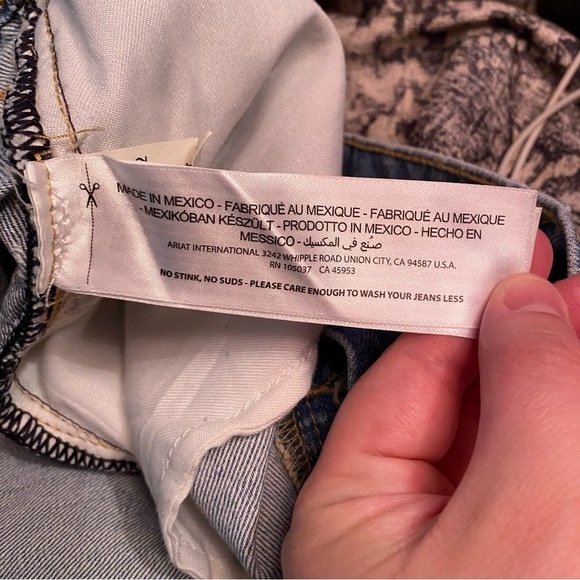 MADE IN MEXICO - FABRIQUÉ AU MEXIQUE - FABRIQUÉ AU MEXIQUE
- MEXIKÓBAN KÉSZÜLT - PRODOTTO IN MEXICO - HECHO EN
MESSICO - صُنع في المكسيك
ARIAT INTERNATIONAL 3242 WHIPPLE ROAD UNION CITY, CA 94587 U.S.A.
RN 105037 CA 45953
NO STINK, NO SUDS - PLEASE CARE ENOUGH TO WASH YOUR JEANS LESS